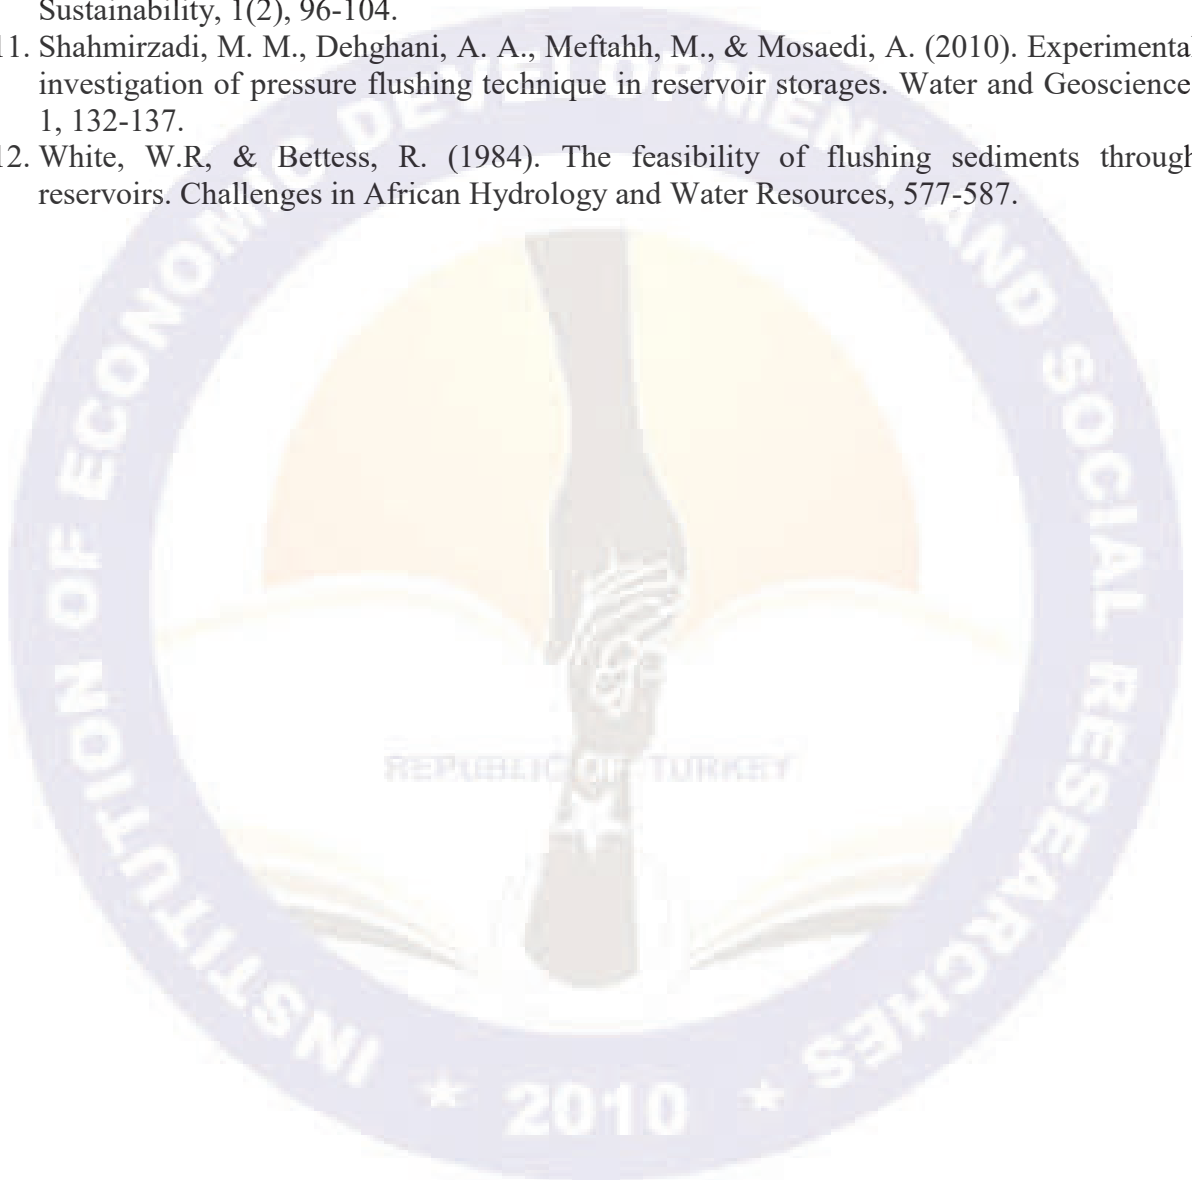 Sustainability, 1(2), 96-104.
11. Shahmirzadi, M. M., Dehghani, A. A., Meftahh, M., & Mosaedi, A. (2010). Experimental
investigation of pressure flushing technique in reservoir storages. Water and Geoscience
1, 132-137.
12. White, W.R, & Bettess, R. (1984). The feasibility of flushing sediments through
reservoirs. Challenges in African Hydrology and Water Resources, 577-587.
INSTITUTION OF ECONOMIC DEVELOPMENT AND SOCIAL RESEARCHES
REPUBLIC OF TURKEY
2010